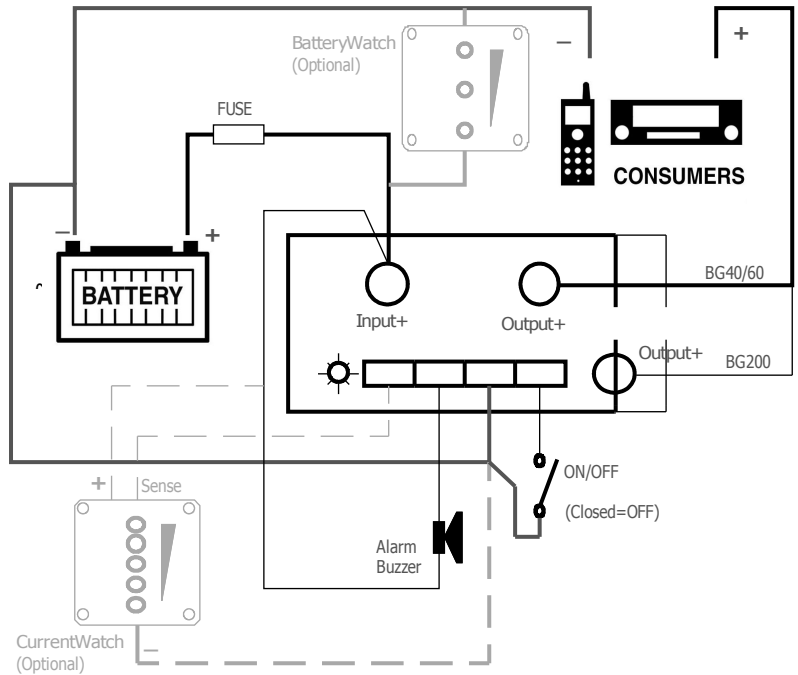 BatteryWatch
(Optional)
−
+
FUSE
CONSUMERS
−
+
BATTERY
BG40/60
Input+
Output+
Output+
BG200
+
Sense
ON/OFF
(Closed=OFF)
Alarm
Buzzer
CurrentWatch
(Optional)
−